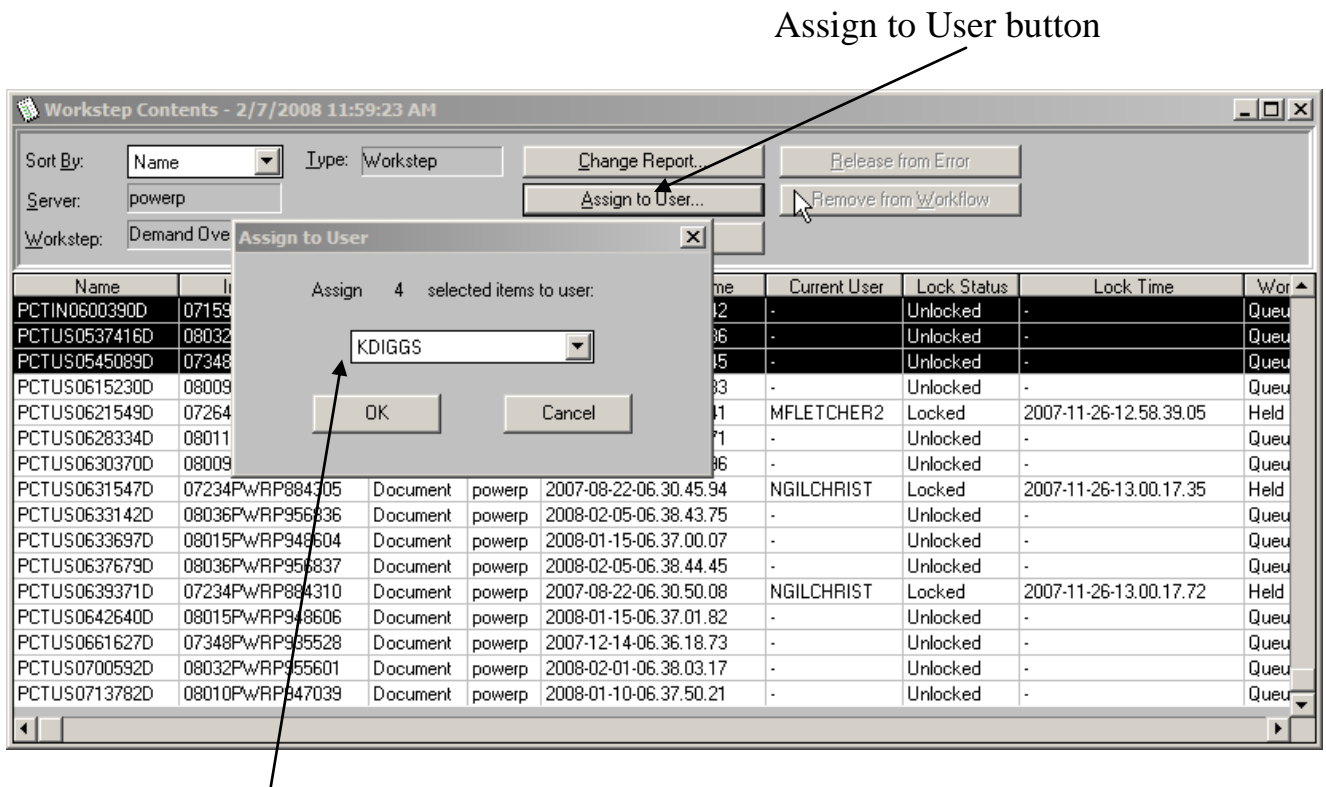 Assign to User button
Workstep Contents - 2/7/2008 11:59:23 AM
Sort By: Name Type: Workstep Change Report... Release from Error
Server: powerp Assign to User... Remove from Workflow
Workstep: Demand Ove
Assign to User
Assign 4 selected items to user:
KDIGGS
OK Cancel
Name me Current User Lock Status Lock Time Wor
PCTIN0600390D 07159 42 - Unlocked - Queu
PCTUS0537416D 08032 36 - Unlocked - Queu
PCTUS0545089D 07348 45 - Unlocked - Queu
PCTUS0615230D 08009 33 - Unlocked - Queu
PCTUS0621549D 07264 41 MFLETCHER2 Locked 2007-11-26-12.58.39.05 Held
PCTUS0628334D 08011 71 - Unlocked - Queu
PCTUS0630370D 08009 96 - Unlocked - Queu
PCTUS0631547D 07234PWRP884305 Document powerp 2007-08-22-06.30.45.94 NGILCHRIST Locked 2007-11-26-13.00.17.35 Held
PCTUS0633142D 08036PWRP956836 Document powerp 2008-02-05-06.38.43.75 - Unlocked - Queu
PCTUS0633697D 08015PWRP948604 Document powerp 2008-01-15-06.37.00.07 - Unlocked - Queu
PCTUS0637679D 08036PWRP956837 Document powerp 2008-02-05-06.38.44.45 - Unlocked - Queu
PCTUS0639371D 07234PWRP884310 Document powerp 2007-08-22-06.30.50.08 NGILCHRIST Locked 2007-11-26-13.00.17.72 Held
PCTUS0642640D 08015PWRP948606 Document powerp 2008-01-15-06.37.01.82 - Unlocked - Queu
PCTUS0661627D 07348PWRP935528 Document powerp 2007-12-14-06.36.18.73 - Unlocked - Queu
PCTUS0700592D 08032PWRP955601 Document powerp 2008-02-01-06.38.03.17 - Unlocked - Queu
PCTUS0713782D 08010PWRP947039 Document powerp 2008-01-10-06.37.50.21 - Unlocked - Queu